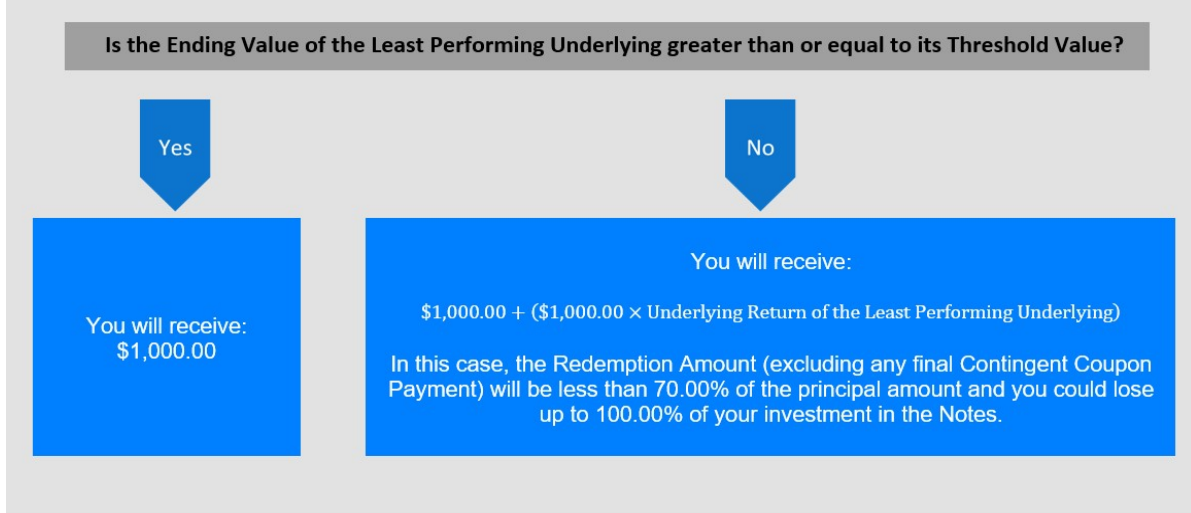 Is the Ending Value of the Least Performing Underlying greater than or equal to its Threshold Value?
Yes
No
You will receive:
$1,000.00
You will receive:
$1,000.00 + ($1,000.00 × Underlying Return of the Least Performing Underlying)
In this case, the Redemption Amount (excluding any final Contingent Coupon
Payment) will be less than 70.00% of the principal amount and you could lose
up to 100.00% of your investment in the Notes.